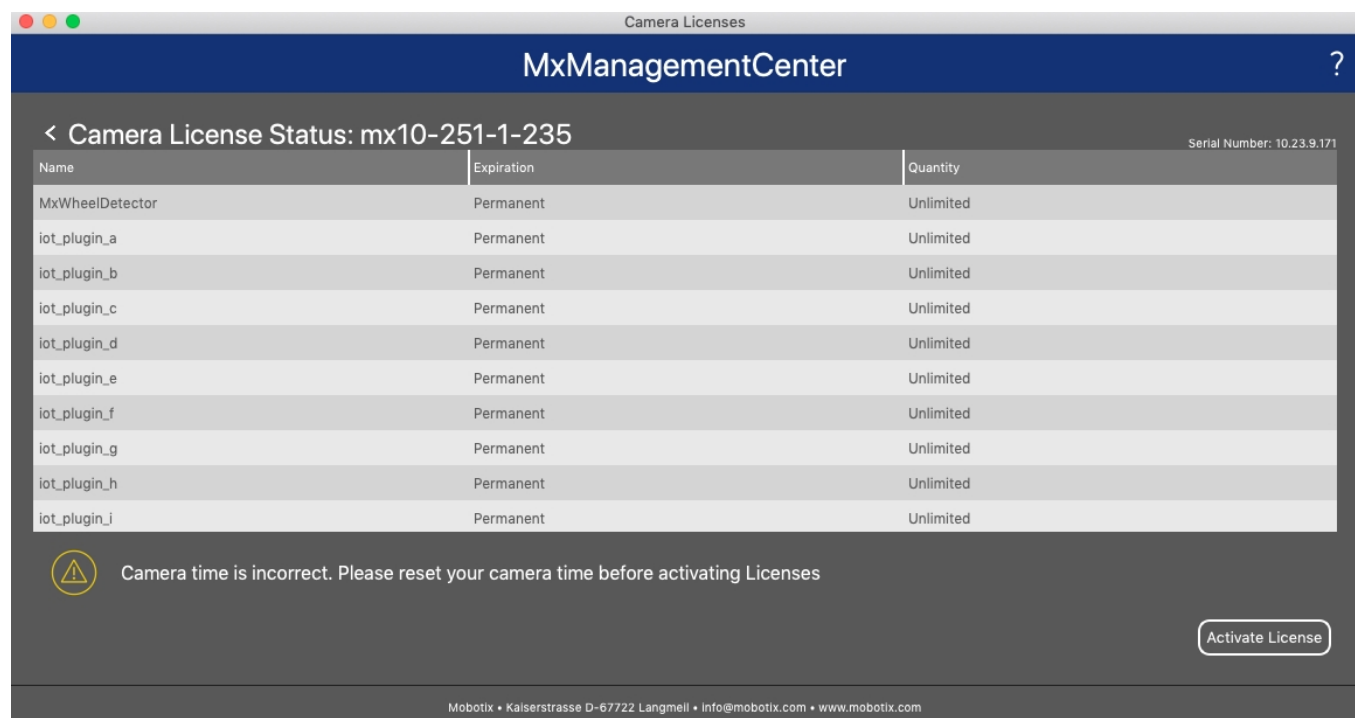 Camera Licenses
MxManagementCenter ?
< Camera License Status: mx10-251-1-235
Serial Number: 10.23.9.171
Name Expiration Quantity
MxWheelDetector Permanent Unlimited
iot_plugin_a Permanent Unlimited
iot_plugin_b Permanent Unlimited
iot_plugin_c Permanent Unlimited
iot_plugin_d Permanent Unlimited
iot_plugin_e Permanent Unlimited
iot_plugin_f Permanent Unlimited
iot_plugin_g Permanent Unlimited
iot_plugin_h Permanent Unlimited
iot_plugin_i Permanent Unlimited
Camera time is incorrect. Please reset your camera time before activating Licenses
Activate License
Mobotix • Kaiserstrasse D-67722 Langmeil • info@mobotix.com • www.mobotix.com